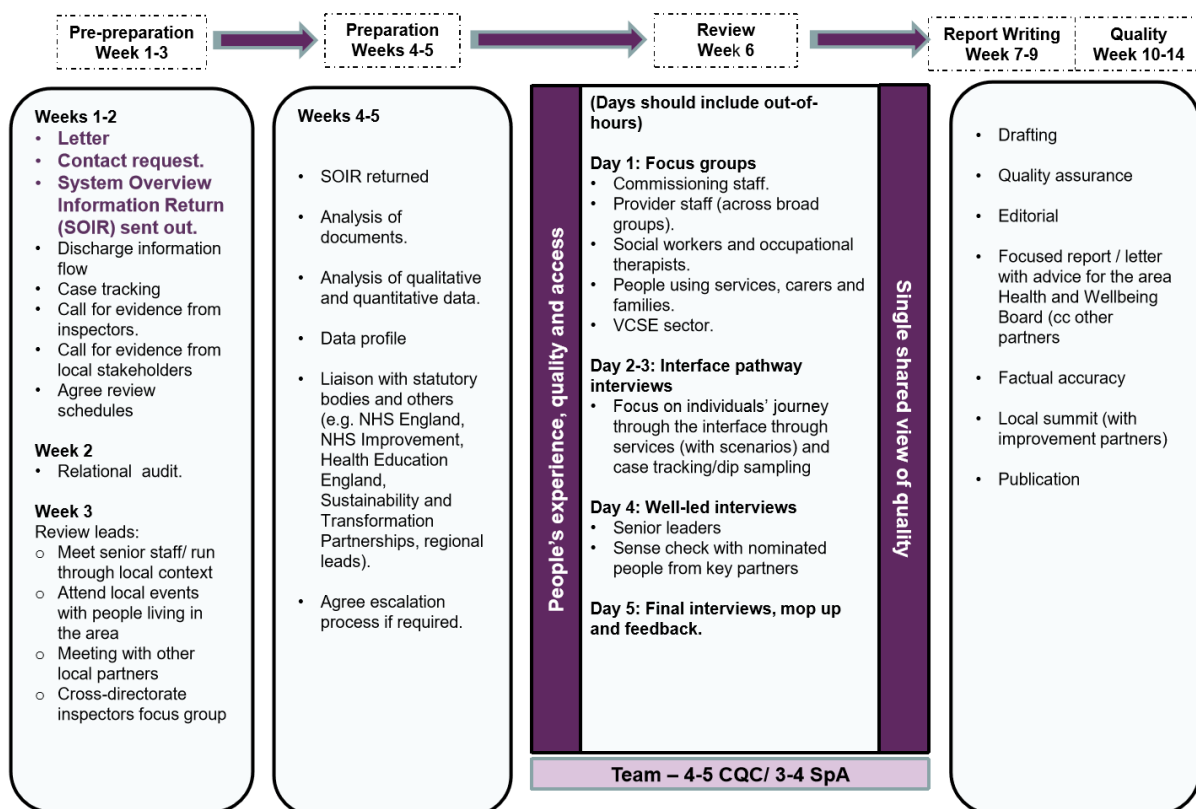 Pre-preparation
Week 1-3
Preparation
Weeks 4-5
Review
Week 6
Report Writing
Week 7-9
Quality
Week 10-14
Weeks 1-2
• Letter
• Contact request.
• System Overview
Information Return
(SOIR) sent out.
• Discharge information
flow
• Case tracking
• Call for evidence from
inspectors.
• Call for evidence from
local stakeholders
• Agree review
schedules
Week 2
• Relational audit.
Week 3
Review leads:
o Meet senior staff/ run
through local context
o Attend local events
with people living in
the area
o Meeting with other
local partners
o Cross-directorate
inspectors focus group
Weeks 4-5
• SOIR returned
• Analysis of
documents.
• Analysis of qualitative
and quantitative data.
• Data profile
• Liaison with statutory
bodies and others
(e.g. NHS England,
NHS Improvement,
Health Education
England,
Sustainability and
Transformation
Partnerships, regional
leads).
• Agree escalation
process if required.
People's experience, quality and access
(Days should include out-of-
hours)
Day 1: Focus groups
• Commissioning staff.
• Provider staff (across broad
groups).
• Social workers and occupational
therapists.
• People using services, carers and
families.
• VCSE sector.
Day 2-3: Interface pathway
interviews
• Focus on individuals' journey
through the interface through
services (with scenarios) and
case tracking/dip sampling
Day 4: Well-led interviews
• Senior leaders
• Sense check with nominated
people from key partners
Day 5: Final interviews, mop up
and feedback.
Single shared view of quality
Team – 4-5 CQC/ 3-4 SpA
• Drafting
• Quality assurance
• Editorial
• Focused report / letter
with advice for the area
Health and Wellbeing
Board (cc other
partners
• Factual accuracy
• Local summit (with
improvement partners)
• Publication